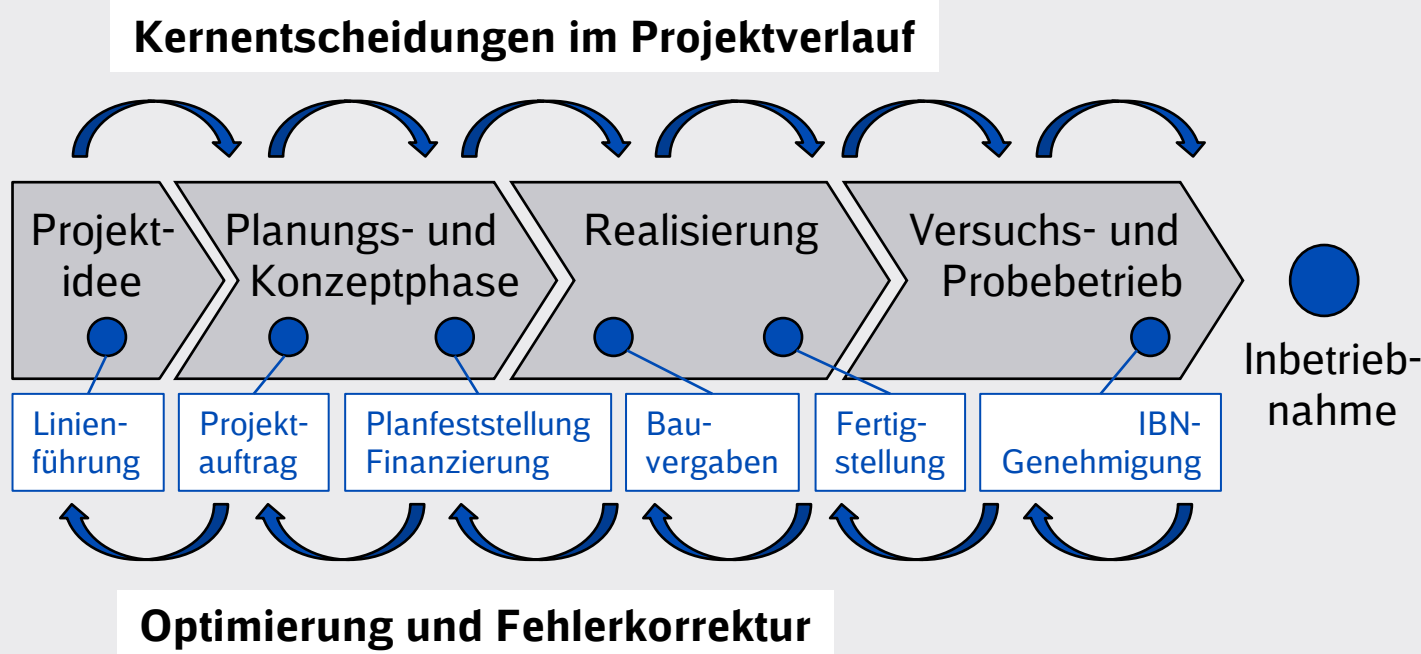 Kernentscheidungen im Projektverlauf
Projekt-
idee
Planungs- und
Konzeptphase
Realisierung
Versuchs- und
Probebetrieb
Inbetrieb-
nahme
Linien-
führung
Projekt-
auftrag
Planfeststellung
Finanzierung
Bau-
vergaben
Fertig-
stellung
IBN-
Genehmigung
Optimierung und Fehlerkorrektur